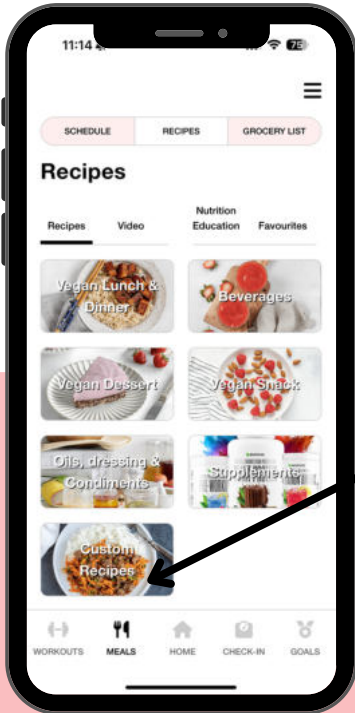 11:14
75
SCHEDULE RECIPES GROCERY LIST
Recipes
Recipes Video Nutrition Education Favourites
Vegan Lunch & Dinner
Beverages
Vegan Dessert
Vegan Snack
Oils, dressing & Condiments
Supplements
Custom Recipes
WORKOUTS MEALS HOME CHECK-IN GOALS